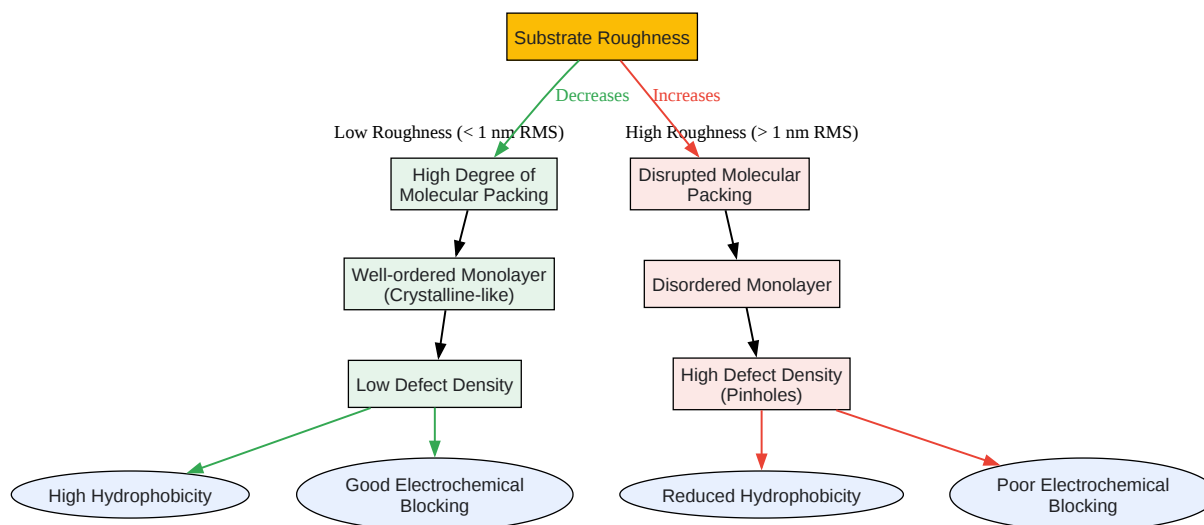 Substrate Roughness
Decreases
Increases
Low Roughness (< 1 nm RMS)
High Roughness (> 1 nm RMS)
High Degree of
Molecular Packing
Disrupted Molecular
Packing
Well-ordered Monolayer
(Crystalline-like)
Disordered Monolayer
Low Defect Density
High Defect Density
(Pinholes)
High Hydrophobicity
Good Electrochemical
Blocking
Reduced Hydrophobicity
Poor Electrochemical
Blocking